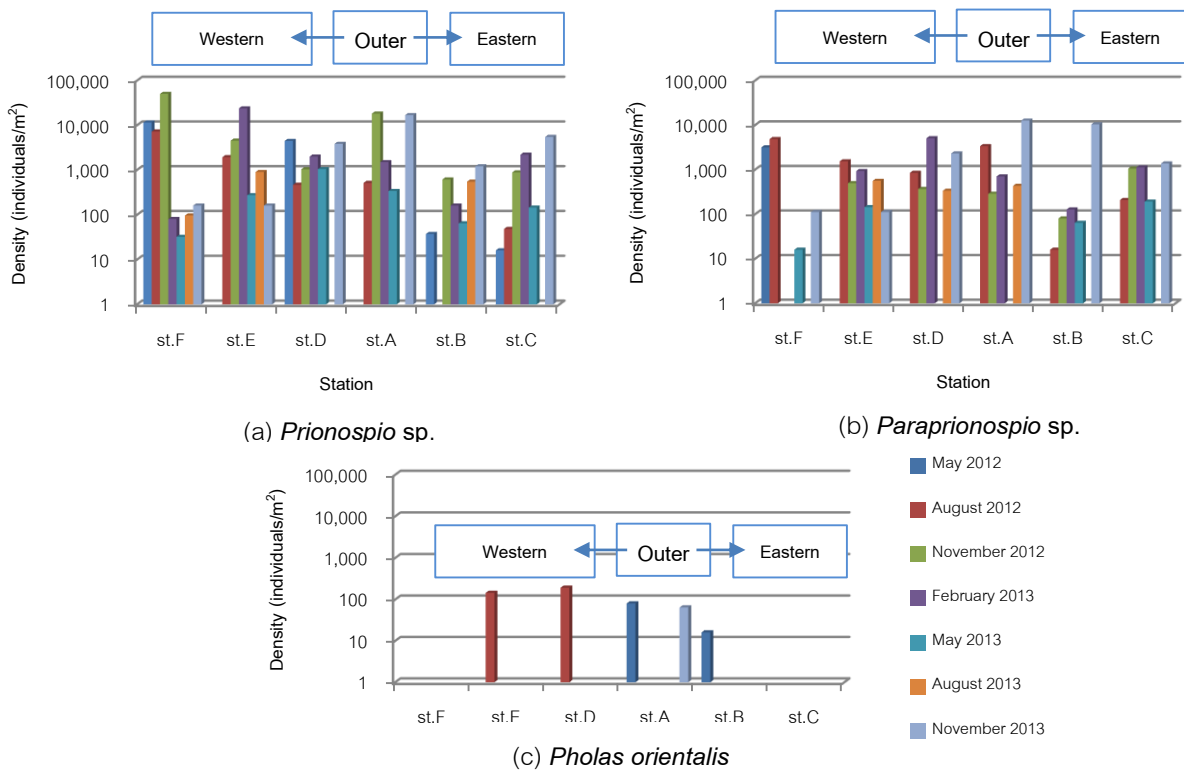 Western Outer Eastern
Density (individuals/m²)
100,000
10,000
1,000
100
10
1
st.F st.E st.D st.A st.B st.C
Station
(a) Prionospio sp.
Western Outer Eastern
Density (individuals/m²)
100,000
10,000
1,000
100
10
1
st.F st.E st.D st.A st.B st.C
Station
(b) Paraprionospio sp.
Density (individuals/m²)
100,000
10,000
1,000
100
10
1
Western Outer Eastern
st.F st.E st.D st.A st.B st.C
(c) Pholas orientalis
May 2012
August 2012
November 2012
February 2013
May 2013
August 2013
November 2013